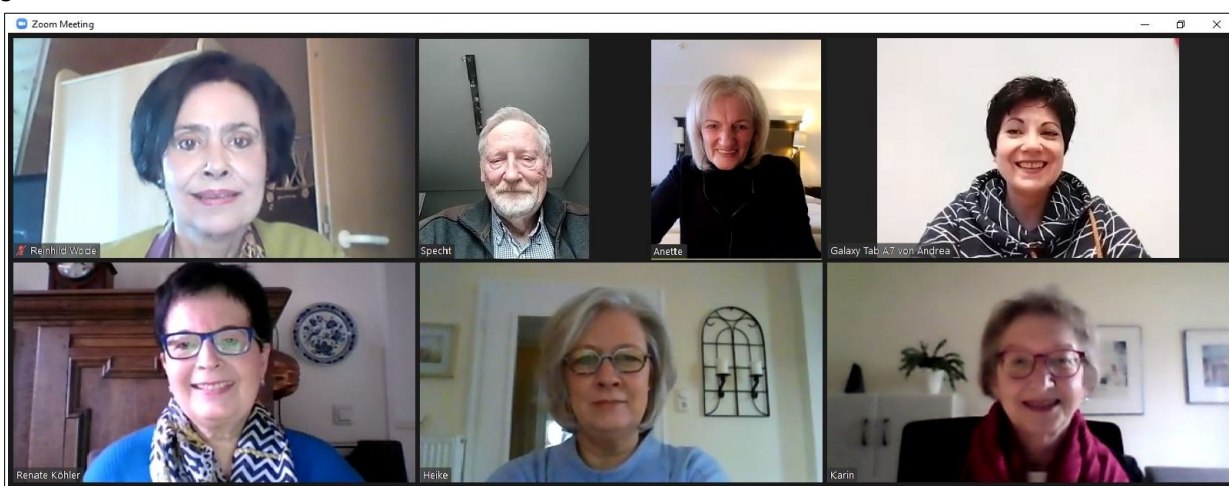 Zoom Meeting
Reinhild Wode
Specht
Anette
Galaxy Tab A7 von Andrea
Renate Köhler
Heike
Karin